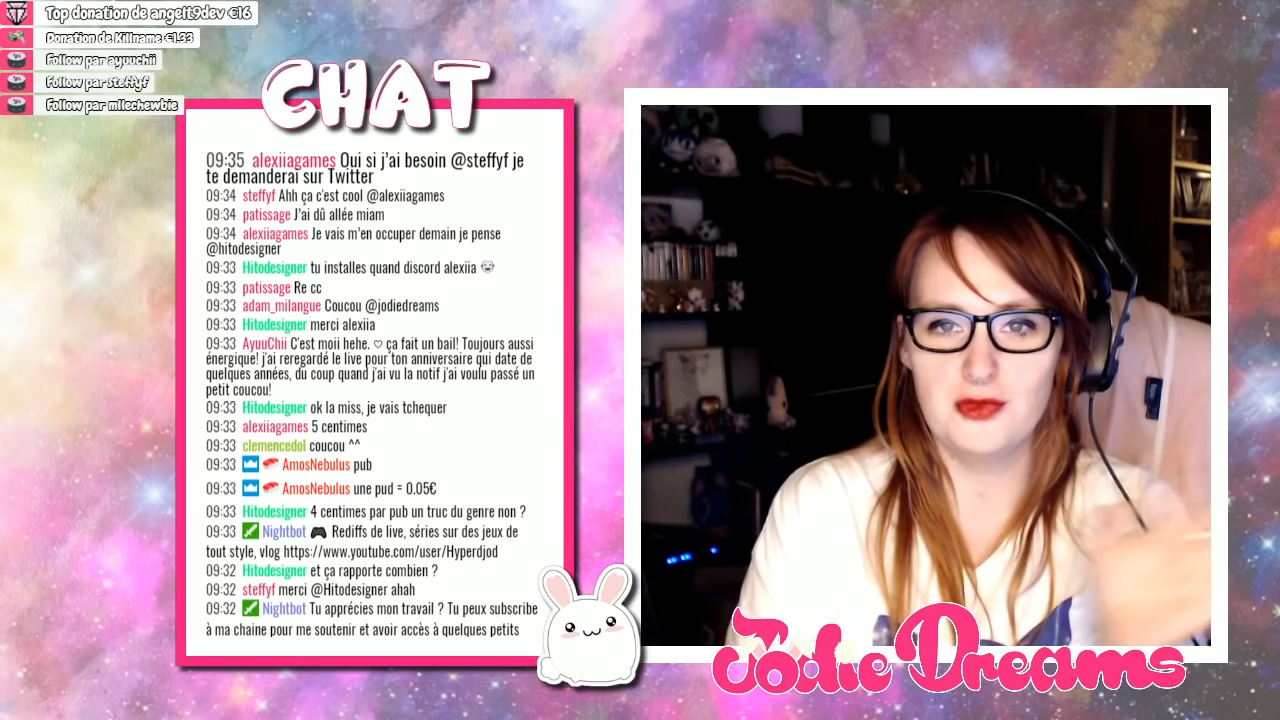 Top donation de angelt9dev €16
Donation de Killname €1.33
Follow par ayuuchii
Follow par steffyf
Follow par mllechewbie
CHAT
09:35 alexiiagames Oui si j'ai besoin @steffyf je
te demanderai sur Twitter
09:34 steffyf Ahh ça c'est cool @alexiiagames
09:34 patissage J'ai dû allée miam
09:34 alexiiagames Je vais m'en occuper demain je pense
@hitodesigner
09:33 Hitodesigner tu installes quand discord alexiia
09:33 patissage Re cc
09:33 adam_milangue Coucou @jodiedreams
09:33 Hitodesigner merci alexiia
09:33 AyuuChii C'est moii hehe. ♡ ça fait un bail! Toujours aussi
énergique! j'ai reregardé le live pour ton anniversaire qui date de
quelques années, du coup quand j'ai vu la notif j'ai voulu passé un
petit coucou!
09:33 Hitodesigner ok la miss, je vais tchequer
09:33 alexiiagames 5 centimes
09:33 clemencedol coucou ^^
09:33 AmosNebulus pub
09:33 AmosNebulus une pud = 0.05€
09:33 Hitodesigner 4 centimes par pub un truc du genre non ?
09:33 Nightbot 🎮 Rediffs de live, séries sur des jeux de
tout style, vlog https://www.youtube.com/user/Hyperdjod
09:32 Hitodesigner et ça rapporte combien ?
09:32 steffyf merci @Hitodesigner ahah
09:32 Nightbot Tu apprécies mon travail ? Tu peux subscribe
à ma chaine pour me soutenir et avoir accès à quelques petits
Jodie Dreams